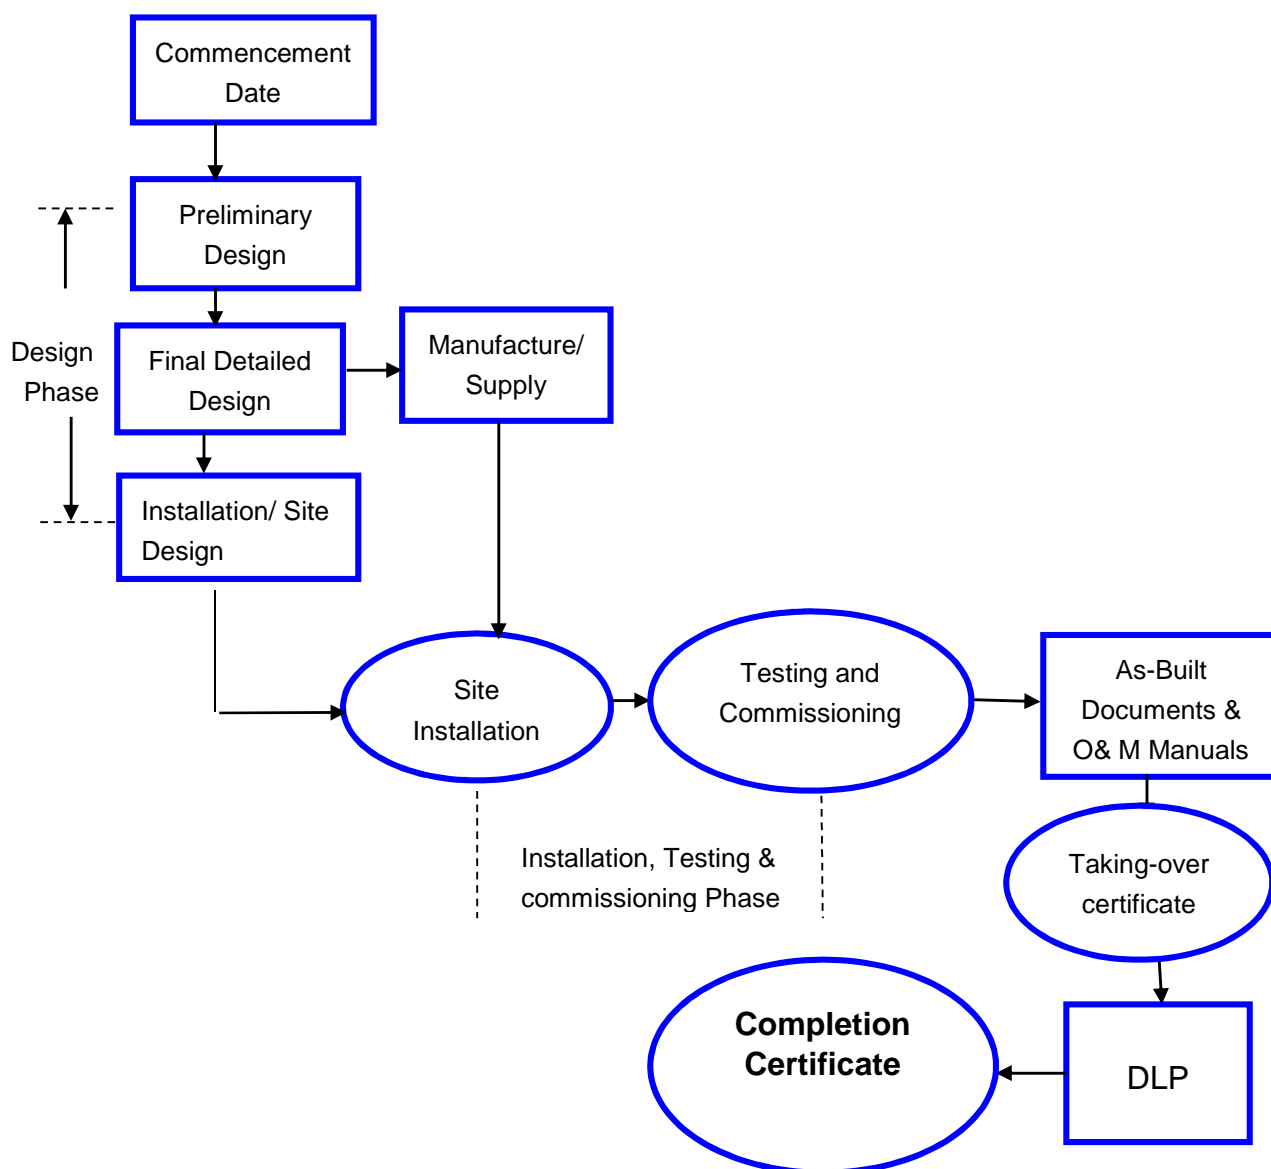 Commencement
Date
Preliminary
Design
Design
Phase
Final Detailed
Design
Manufacture/
Supply
Installation/ Site
Design
Site
Installation
Testing and
Commissioning
As-Built
Documents &
O& M Manuals
Installation, Testing &
commissioning Phase
Taking-over
certificate
Completion
Certificate
DLP